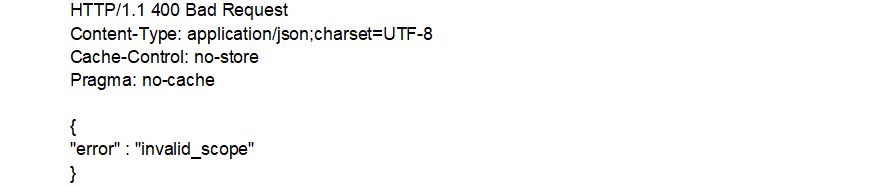 HTTP/1.1 400 Bad Request
Content-Type: application/json;charset=UTF-8
Cache-Control: no-store
Pragma: no-cache
{
"error" : "invalid_scope"
}